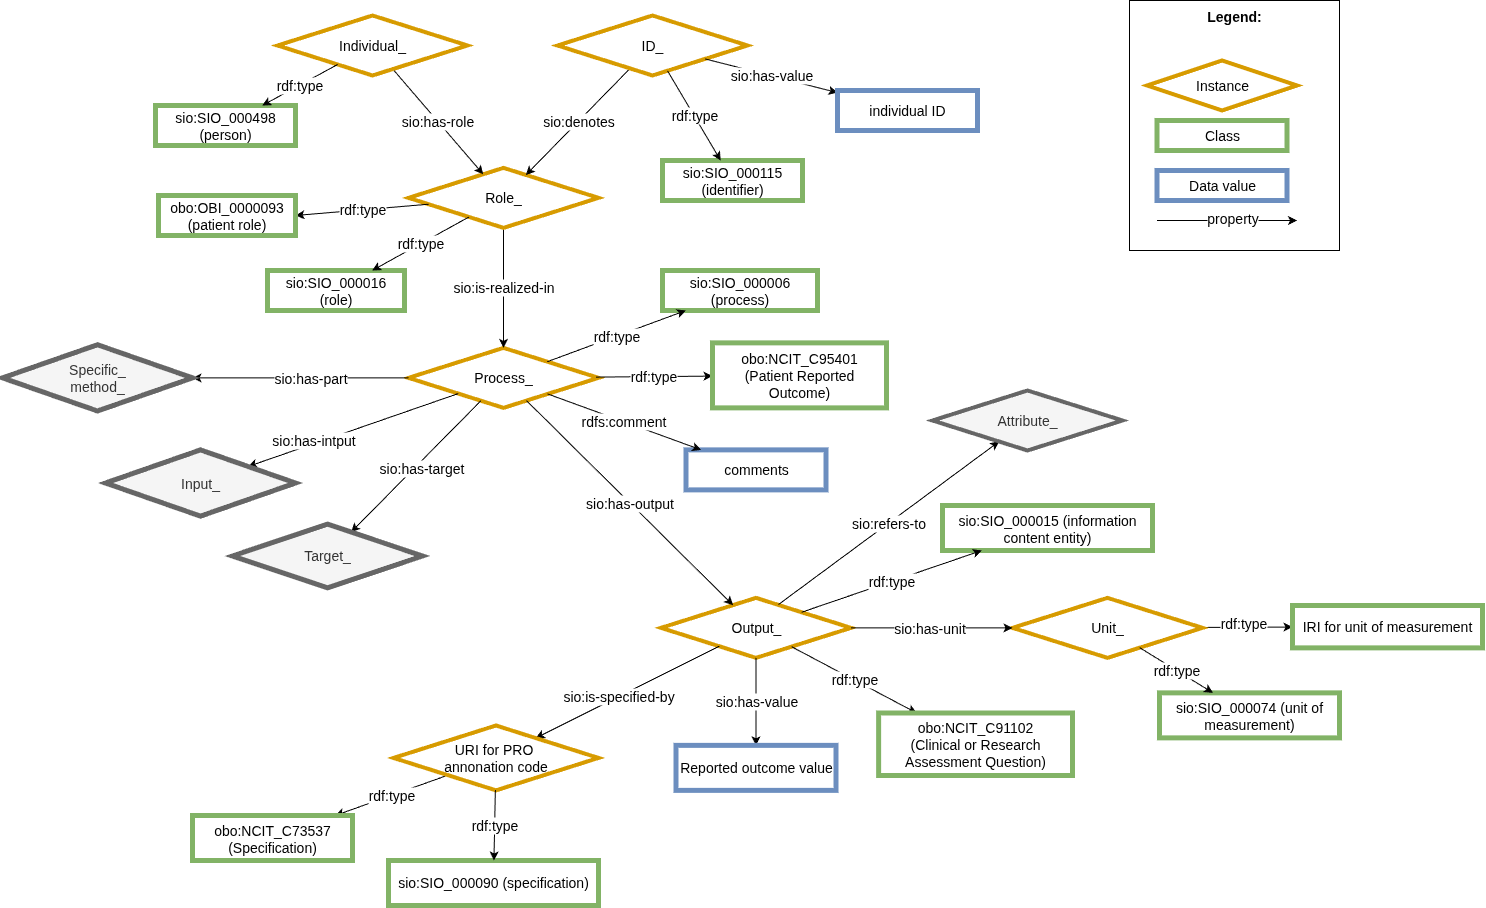 Legend:
Individual_
ID_
rdf:type
sio:has-value
Instance
sio:SIO_000498
(person)
sio:has-role
sio:denotes
rdf:type
individual ID
Class
sio:SIO_000115
(identifier)
Data value
property
Role_
obo:OBI_0000093
(patient role)
rdf:type
rdf:type
sio:SIO_000016
(role)
sio:is-realized-in
sio:SIO_000006
(process)
rdf:type
Specific_
method_
sio:has-part
Process_
rdf:type
obo:NCIT_C95401
(Patient Reported
Outcome)
sio:has-intput
rdfs:comment
Attribute_
sio:has-target
comments
Input_
sio:has-output
sio:refers-to
sio:SIO_000015 (information
content entity)
Target_
rdf:type
Output_
sio:has-unit
Unit_
rdf:type
IRI for unit of measurement
sio:is-specified-by
sio:has-value
rdf:type
rdf:type
sio:SIO_000074 (unit of
measurement)
URI for PRO
annonation code
Reported outcome value
obo:NCIT_C91102
(Clinical or Research
Assessment Question)
rdf:type
rdf:type
obo:NCIT_C73537
(Specification)
sio:SIO_000090 (specification)